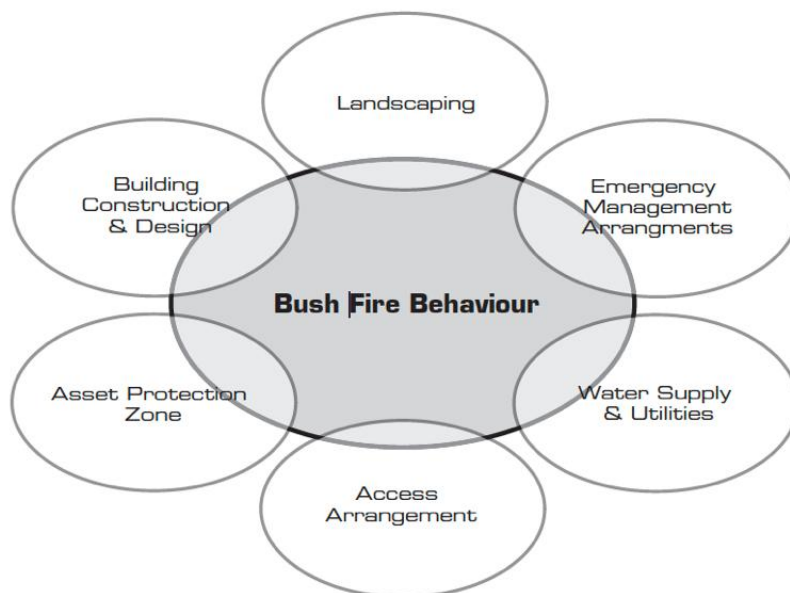 Landscaping
Building
Construction
& Design
Emergency
Management
Arrangments
Bush Fire Behaviour
Asset Protection
Zone
Water Supply
& Utilities
Access
Arrangement